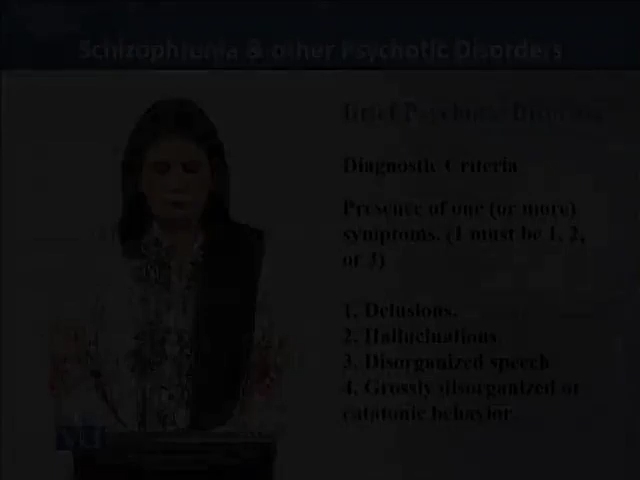 Schizophrenia & other Psychotic Disorders
Brief Psychotic Disorder
Diagnostic Criteria
Presence of one (or more)
symptoms. (1 must be 1, 2,
or 3)
1. Delusions.
2. Hallucinations
3. Disorganized speech
4. Grossly disorganized or
catatonic behavior